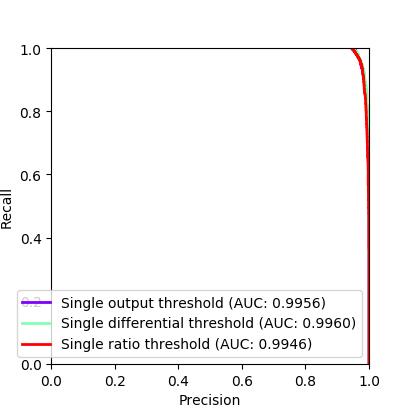 1.0
0.8
0.6
0.4
0.2
0.0
Recall
Single output threshold (AUC: 0.9956)
Single differential threshold (AUC: 0.9960)
Single ratio threshold (AUC: 0.9946)
0.0 0.2 0.4 0.6 0.8 1.0
Precision